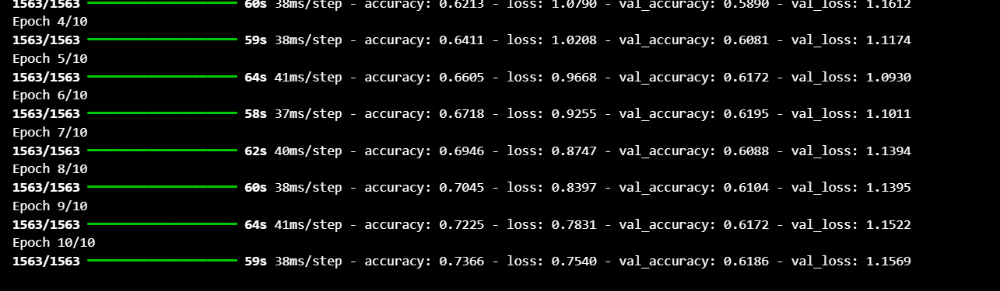 1563/1563 60s 38ms/step - accuracy: 0.6213 - loss: 1.0790 - val_accuracy: 0.5890 - val_loss: 1.1612
Epoch 4/10
1563/1563 59s 38ms/step - accuracy: 0.6411 - loss: 1.0208 - val_accuracy: 0.6081 - val_loss: 1.1174
Epoch 5/10
1563/1563 64s 41ms/step - accuracy: 0.6605 - loss: 0.9668 - val_accuracy: 0.6172 - val_loss: 1.0930
Epoch 6/10
1563/1563 58s 37ms/step - accuracy: 0.6718 - loss: 0.9255 - val_accuracy: 0.6195 - val_loss: 1.1011
Epoch 7/10
1563/1563 62s 40ms/step - accuracy: 0.6946 - loss: 0.8747 - val_accuracy: 0.6088 - val_loss: 1.1394
Epoch 8/10
1563/1563 60s 38ms/step - accuracy: 0.7045 - loss: 0.8397 - val_accuracy: 0.6104 - val_loss: 1.1395
Epoch 9/10
1563/1563 64s 41ms/step - accuracy: 0.7225 - loss: 0.7831 - val_accuracy: 0.6172 - val_loss: 1.1522
Epoch 10/10
1563/1563 59s 38ms/step - accuracy: 0.7366 - loss: 0.7540 - val_accuracy: 0.6186 - val_loss: 1.1569